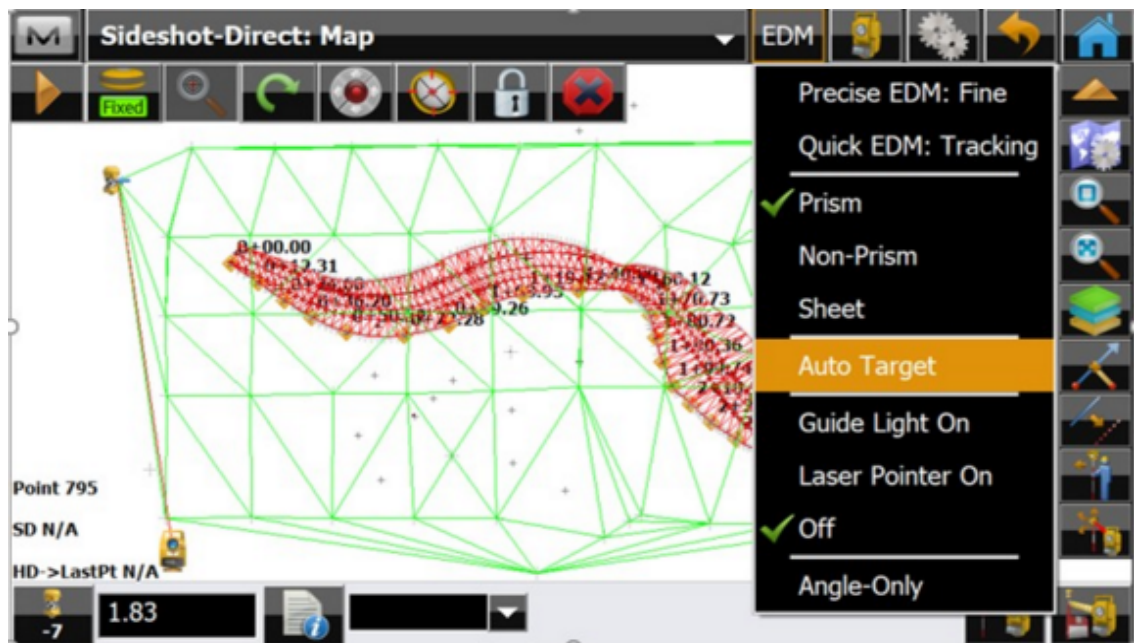 Sideshot-Direct: Map
EDM
Fixed
Precise EDM: Fine
Quick EDM: Tracking
Prism
Non-Prism
Sheet
Auto Target
Guide Light On
Laser Pointer On
Off
Angle-Only
0+00.00
Point 795
SD N/A
HD->LastPt N/A
-7
1.83